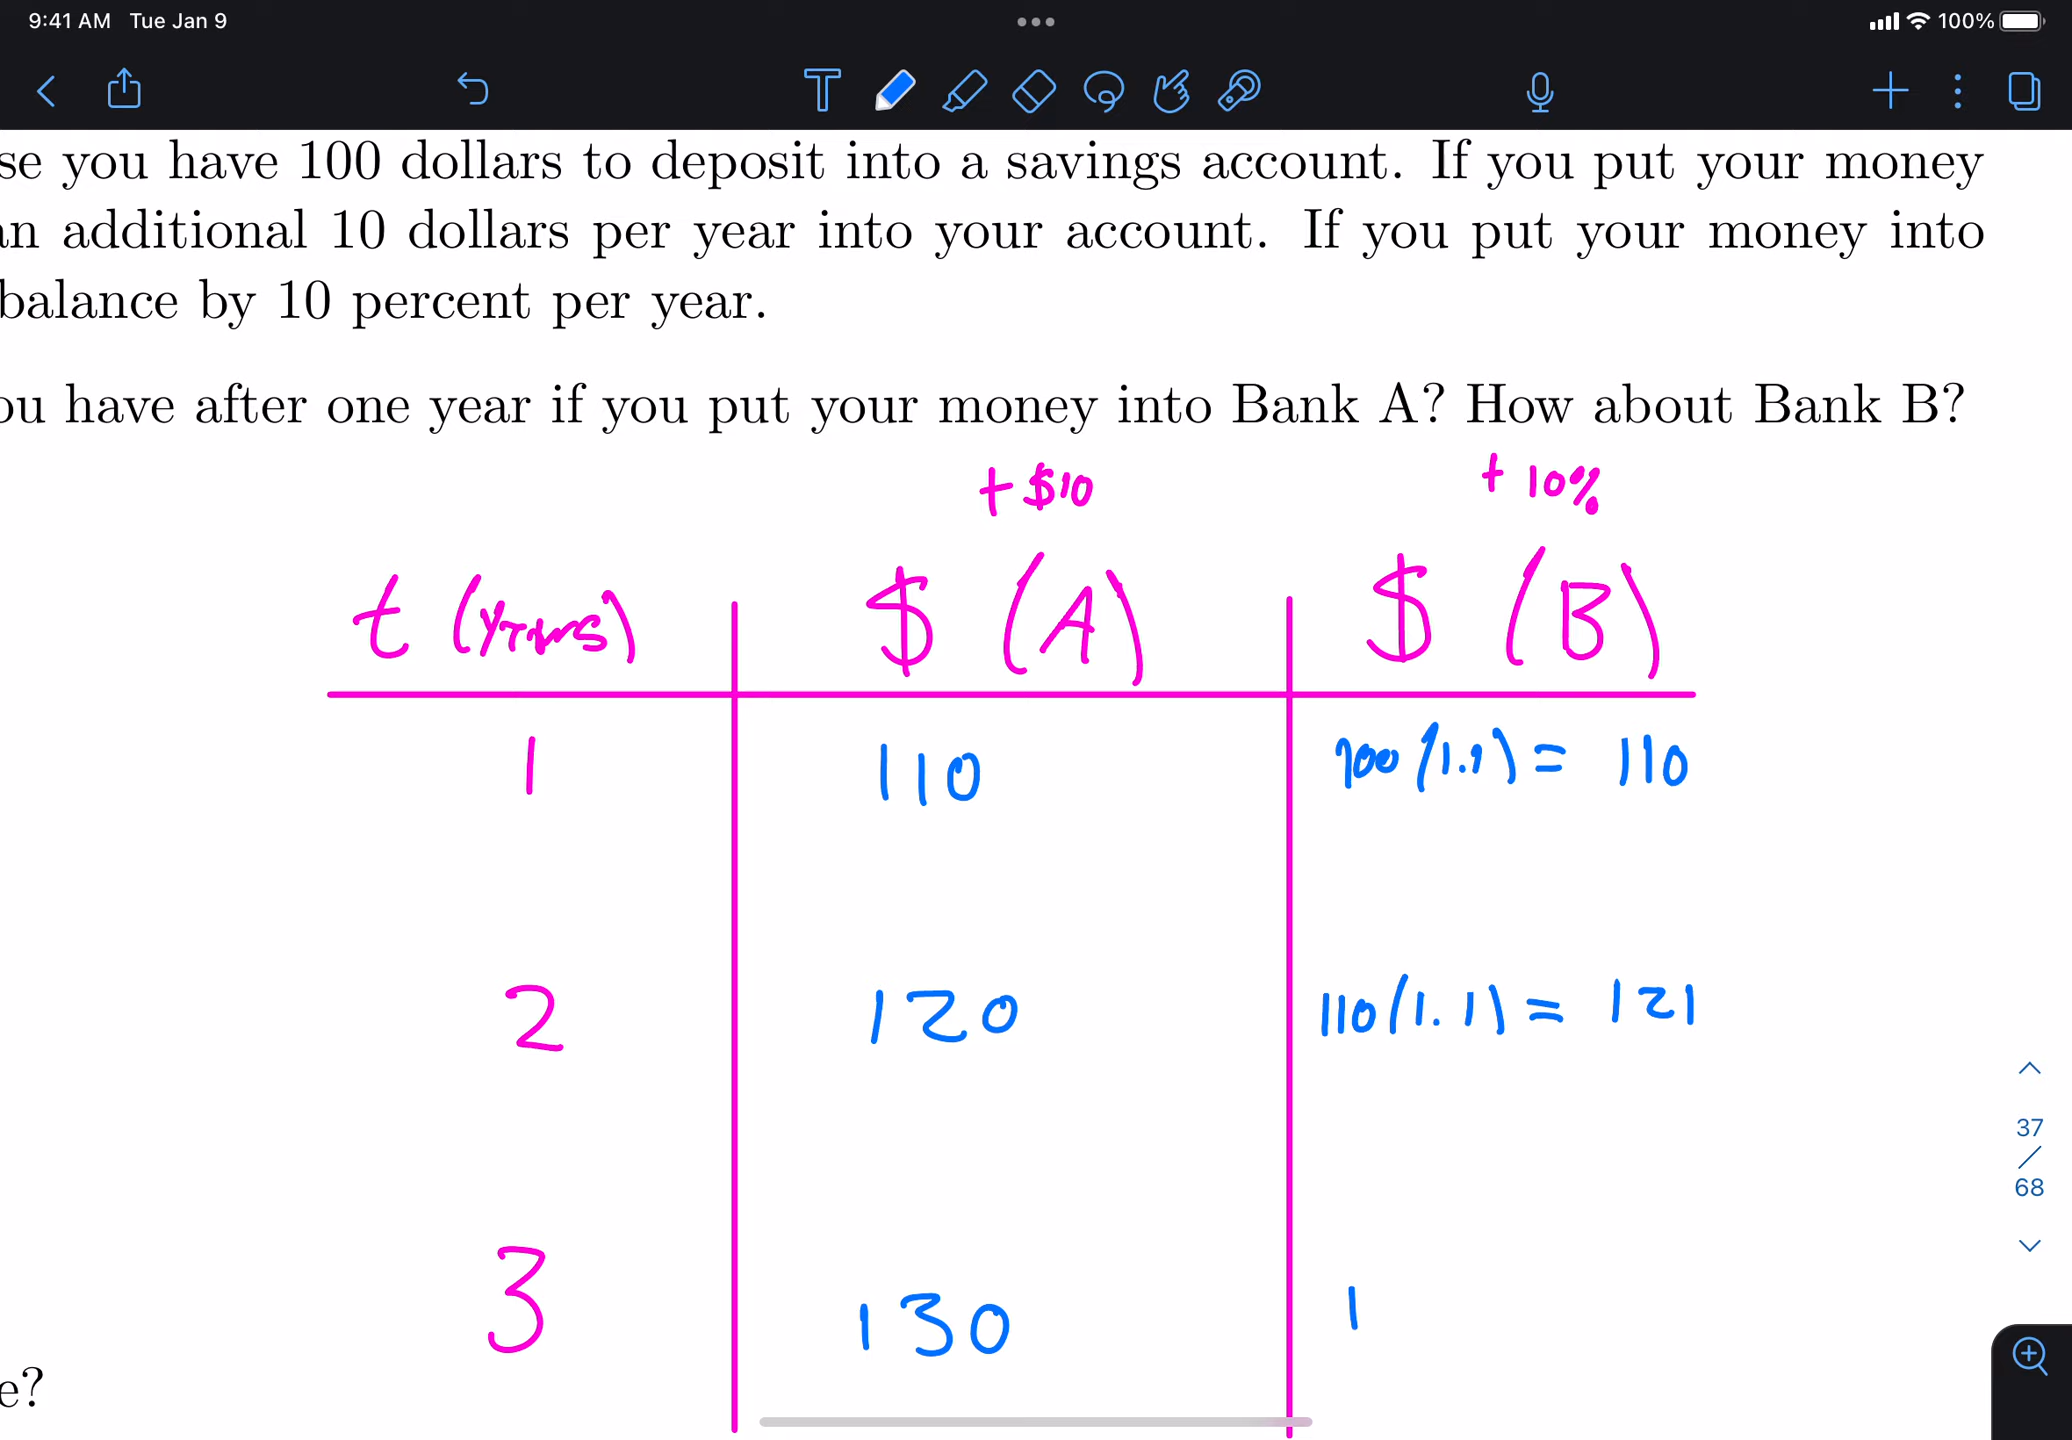 9:41 AM Tue Jan 9 100%
se you have 100 dollars to deposit into a savings account. If you put your money
an additional 10 dollars per year into your account. If you put your money into
balance by 10 percent per year.
ou have after one year if you put your money into Bank A? How about Bank B?
+ $10 + 10%
t (years) $ (A) $ (B)
1 110 100 (1.1) = 110
2 120 110 (1.1) = 121
3 130 1
37
/
68
e?